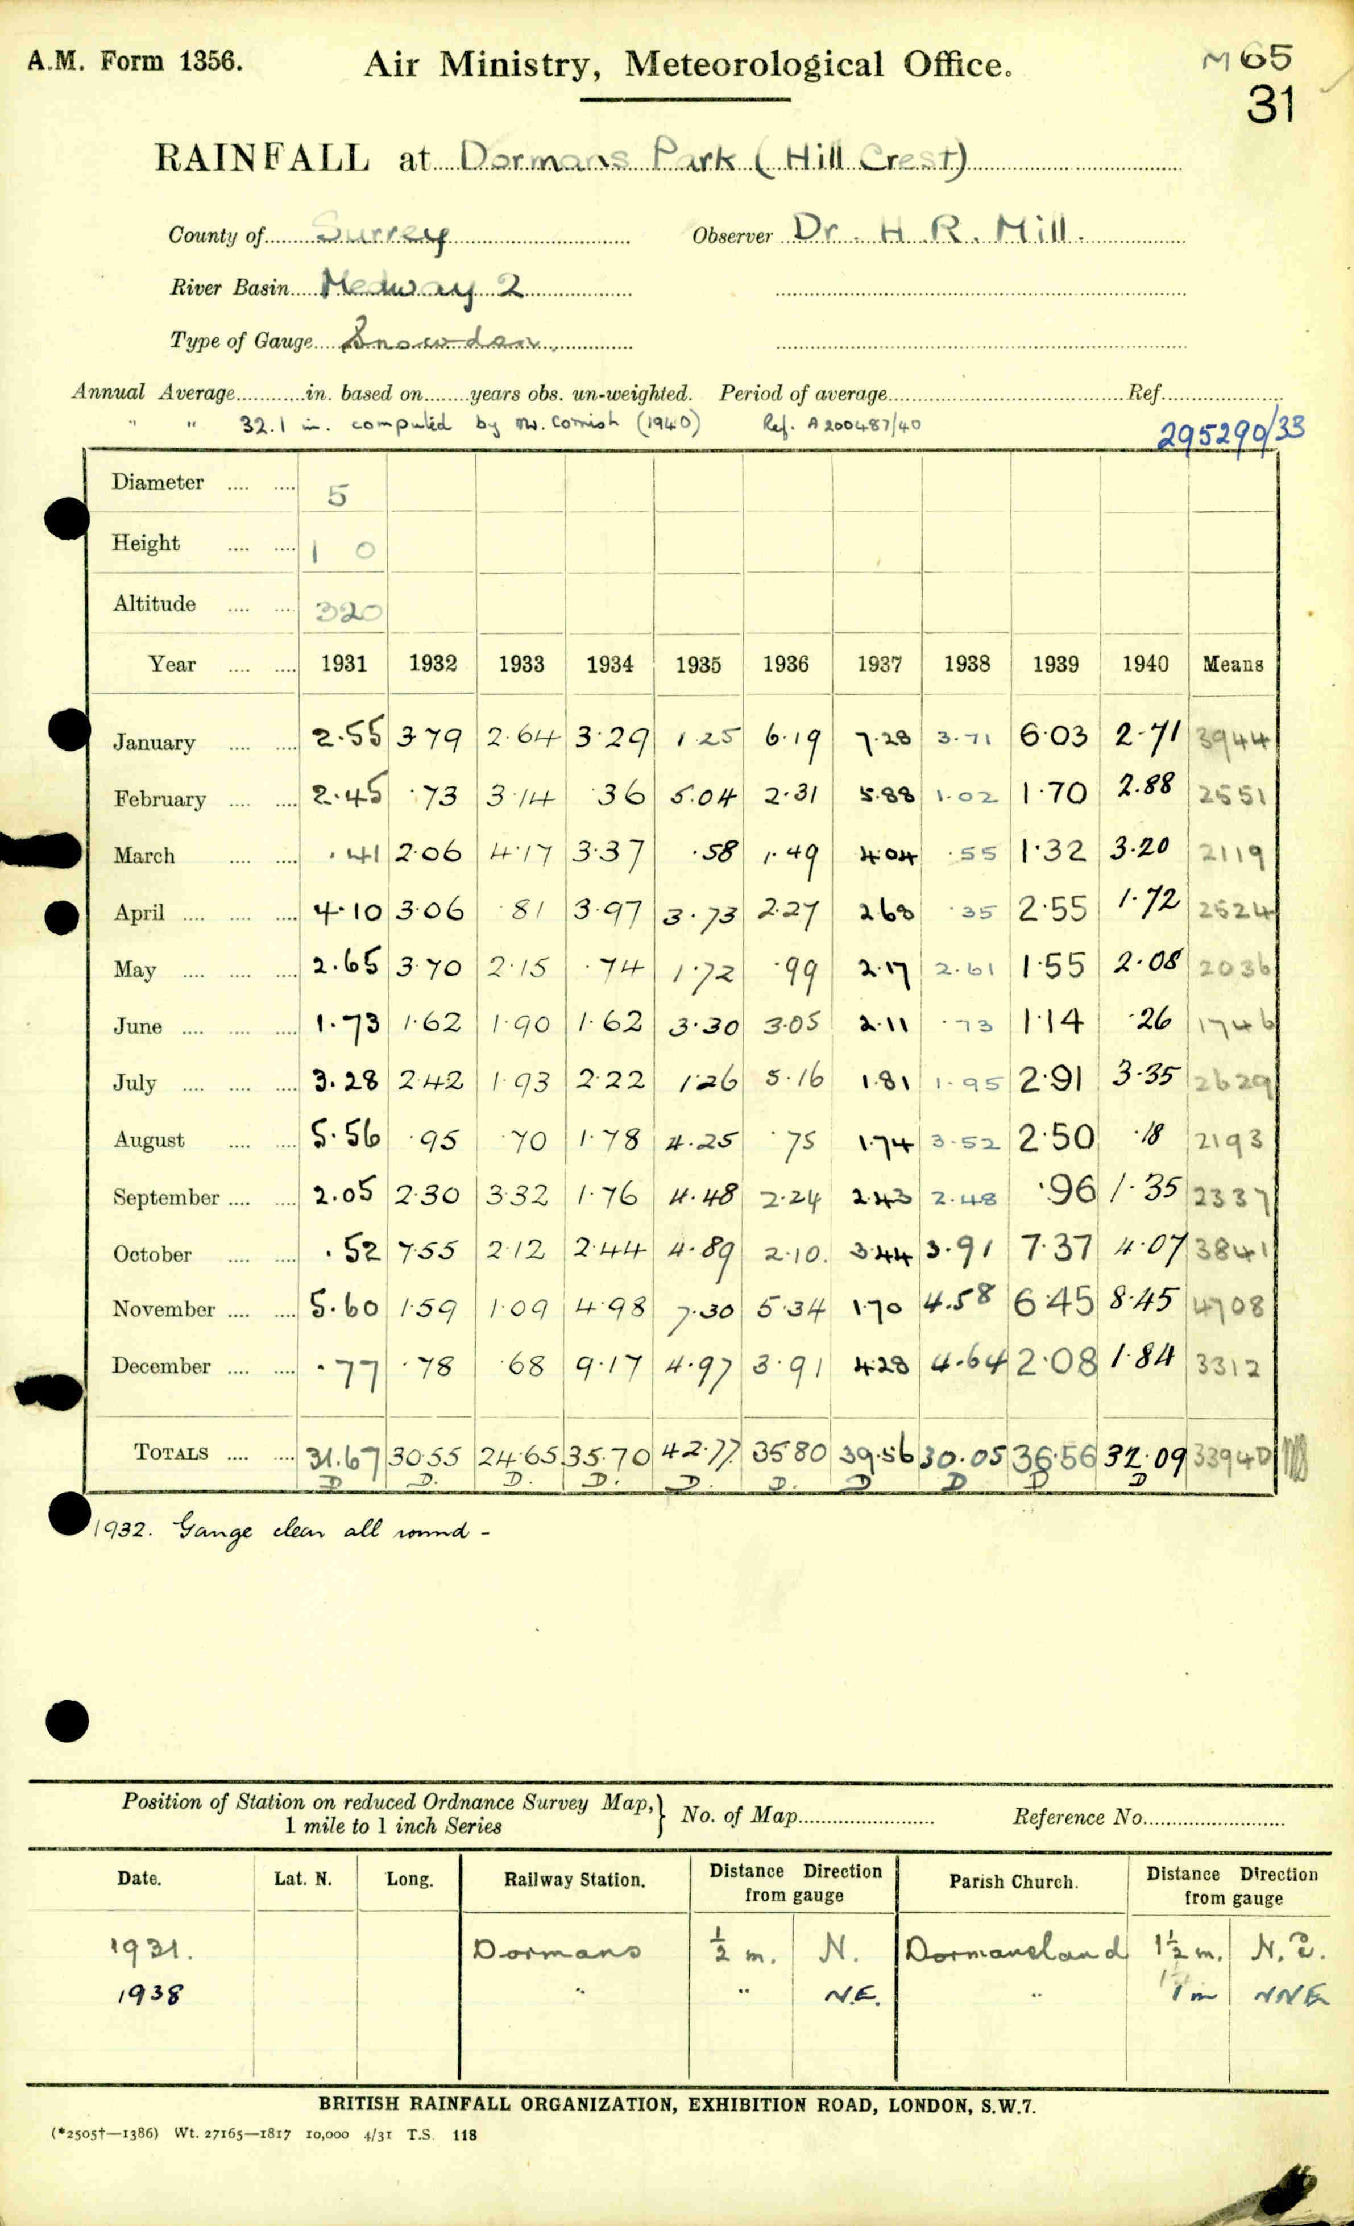 A.M. Form 1356. Air Ministry, Meteorological Office. M 65
31
RAINFALL at Dormans Park (Hill Crest)
County of Surrey Observer Dr. H. R. Mill.
River Basin Medway 2
Type of Gauge Snowdon
Annual Average in. based on years obs. un-weighted. Period of average Ref.
" " 32.1 in. computed by Mr. Cornish (1940) Ref. A200487/40 295290/33
Diameter .... .... 5
Height .... .... 1 0
Altitude .... .... 320
Year .... .... 1931 1932 1933 1934 1935 1936 1937 1938 1939 1940 Means
January .... .... 2.55 3.79 2.64 3.29 1.25 6.19 7.28 3.71 6.03 2.71 3944
February .... .... 2.45 .73 3.14 .36 5.04 2.31 5.88 1.02 1.70 2.88 2551
March .... .... .41 2.06 4.17 3.37 .58 1.49 4.04 .55 1.32 3.20 2119
April .... .... .... 4.10 3.06 .81 3.97 3.73 2.27 2.68 .35 2.55 1.72 2524
May .... .... .... 2.65 3.70 2.15 .74 1.72 .99 2.17 2.61 1.55 2.08 2036
June .... .... .... 1.73 1.62 1.90 1.62 3.30 3.05 2.11 .73 1.14 .26 1746
July .... .... .... 3.28 2.42 1.93 2.22 1.26 5.16 1.81 1.95 2.91 3.35 2629
August .... .... 5.56 .95 .70 1.78 4.25 .75 1.74 3.52 2.50 .18 2193
September .... .... 2.05 2.30 3.32 1.76 4.48 2.24 2.43 2.48 .96 1.35 2337
October .... .... .52 7.55 2.12 2.44 4.89 2.10. 3.44 3.91 7.37 4.07 3841
November .... .... 5.60 1.59 1.09 4.98 7.30 5.34 1.70 4.58 6.45 8.45 4708
December .... .... .77 .78 .68 9.17 4.97 3.91 4.28 4.64 2.08 1.84 3312
TOTALS .... .... 31.67 30.55 24.65 35.70 42.77 35.80 39.56 30.05 36.56 32.09 33940
D D. D. D. D. D. D D D D
1932. Gauge clear all round -
Position of Station on reduced Ordnance Survey Map, } No. of Map Reference No.
1 mile to 1 inch Series
Date. Lat. N. Long. Railway Station. Distance Direction Parish Church. Distance Direction
from gauge from gauge
1931. Dormans ½ m. N. Dormansland 1½ m. N.E.
1938 " " N.E. " 1 m NNE
BRITISH RAINFALL ORGANIZATION, EXHIBITION ROAD, LONDON, S.W.7.
(*2505†—1386) Wt. 27165—1817 10,000 4/31 T.S. 118